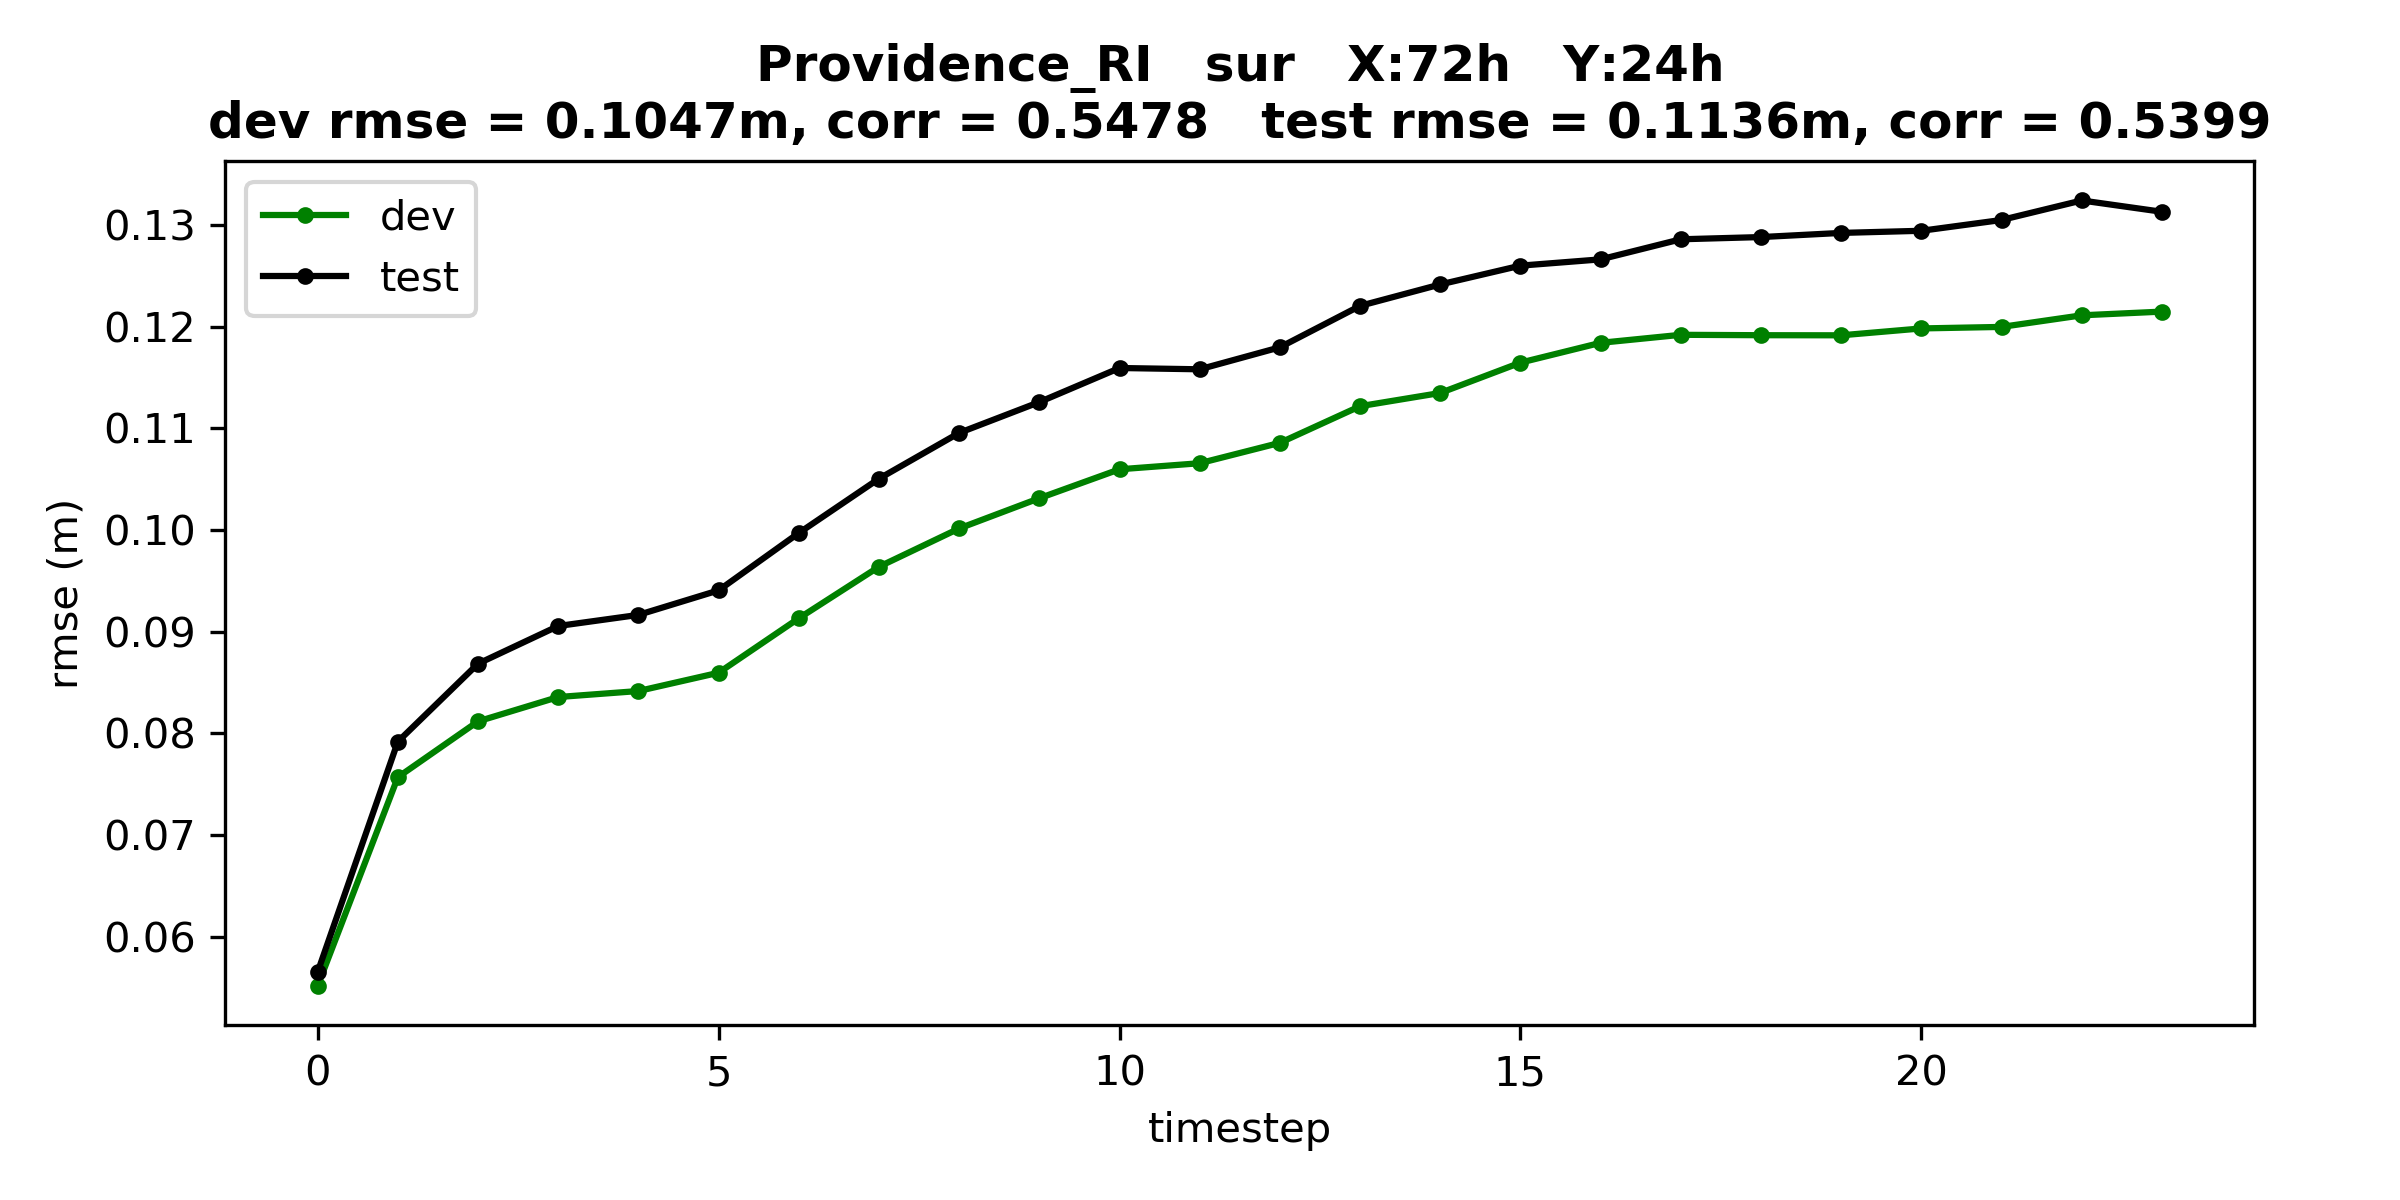 Providence_RI   sur   X:72h   Y:24h
dev rmse = 0.1047m, corr = 0.5478   test rmse = 0.1136m, corr = 0.5399
dev
test
0.13
0.12
0.11
0.10
0.09
0.08
0.07
0.06
rmse (m)
0 5 10 15 20
timestep